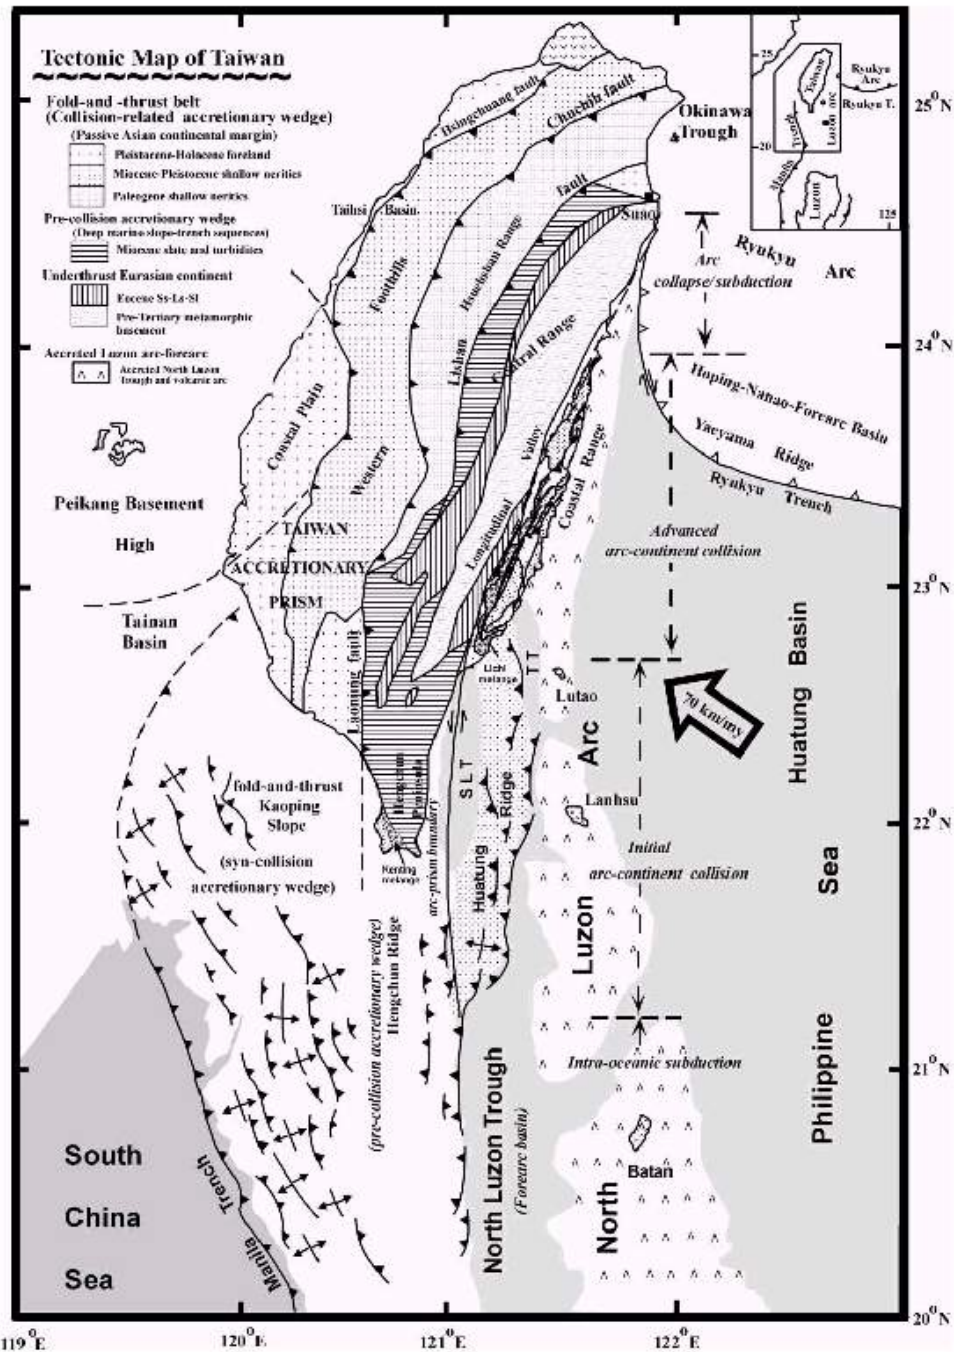 Tectonic Map of Taiwan
Fold-and -thrust belt
(Collision-related accretionary wedge)
(Passive Asian continental margin)
Pleistocene-Holocene foreland
Miocene-Pleistocene shallow neritics
Paleogene shallow neritics
Pre-collision accretionary wedge
(Deep marine slope-trench sequences)
Miocene slate and turbidites
Underthrust Eurasian continent
Eocene Ss-Ls-Sl
Pre-Tertiary metamorphic
basement
Accreted Luzon arc-forearc
Accreted North Luzon
Trough and volcanic arc
25
20
125
Taiwan
Ryukyu
Arc
Ryukyu T.
Luzon arc
Manila
Trench
Luzon
25°N
24°N
23°N
22°N
21°N
20°N
119°E
120°E
121°E
122°E
Hsingchuang fault
Chuchih fault
Okinawa
Trough
Taihsi Basin
fault
Suao
Foothills
Hsuehshan Range
Lishan
Central Range
Arc
collapse/subduction
Ryukyu
Arc
Hoping-Nanao-Forearc Basin
Yaeyama
Ridge
Ryukyu
Trench
Coastal Plain
Western
Valley
Longitudinal
Coastal Range
Peikang Basement
High
TAIWAN
ACCRETIONARY
PRISM
Advanced
arc-continent collision
Tainan
Basin
Laonung fault
Lichi
melange
T T
Lutao
70 km/my
Huatung Basin
S L T
Arc
Hengchun
Peninsula
fold-and-thrust
Kaoping
Slope
(syn-collision
accretionary wedge)
Kenting
melange
arc-prism boundary
Huatung
Ridge
Lanhsu
Initial
arc-continent collision
Luzon
(pre-collision accretionary wedge)
Hengchun Ridge
Intra-oceanic subduction
Philippine
Sea
North Luzon Trough
(Forearc basin)
North
Batan
South
China
Sea
Manila
Trench